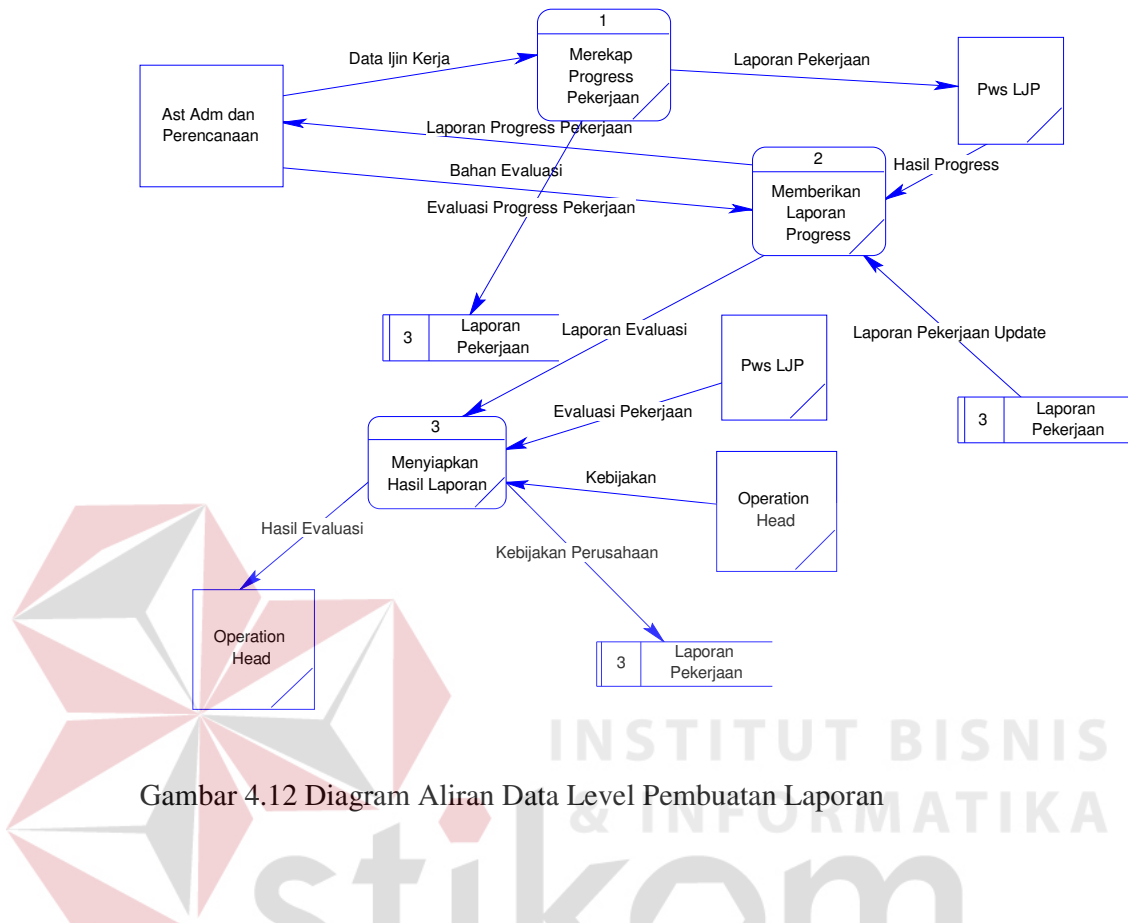 1
Merekap
Progress
Pekerjaan
Data Ijin Kerja
Laporan Pekerjaan
Ast Adm dan
Perencanaan
Pws LJP
Laporan Progress Pekerjaan
2
Memberikan
Laporan
Progress
Hasil Progress
Bahan Evaluasi
Evaluasi Progress Pekerjaan
3
Laporan
Pekerjaan
Laporan Evaluasi
Pws LJP
Laporan Pekerjaan Update
3
Laporan
Pekerjaan
Evaluasi Pekerjaan
3
Menyiapkan
Hasil Laporan
Kebijakan
Operation
Head
Hasil Evaluasi
Kebijakan Perusahaan
Operation
Head
3
Laporan
Pekerjaan
INSTITUT BISNIS
Gambar 4.12 Diagram Aliran Data Level Pembuatan Laporan
& INFORMATIKA
stikom